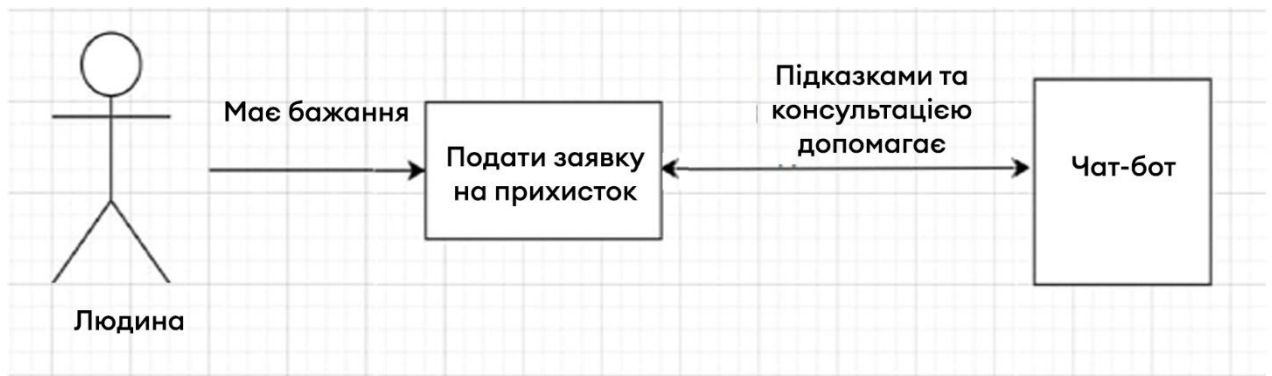 Має бажання
Подати заявку
на прихисток
Підказками та
консультацією
допомагає
Чат-бот
Людина